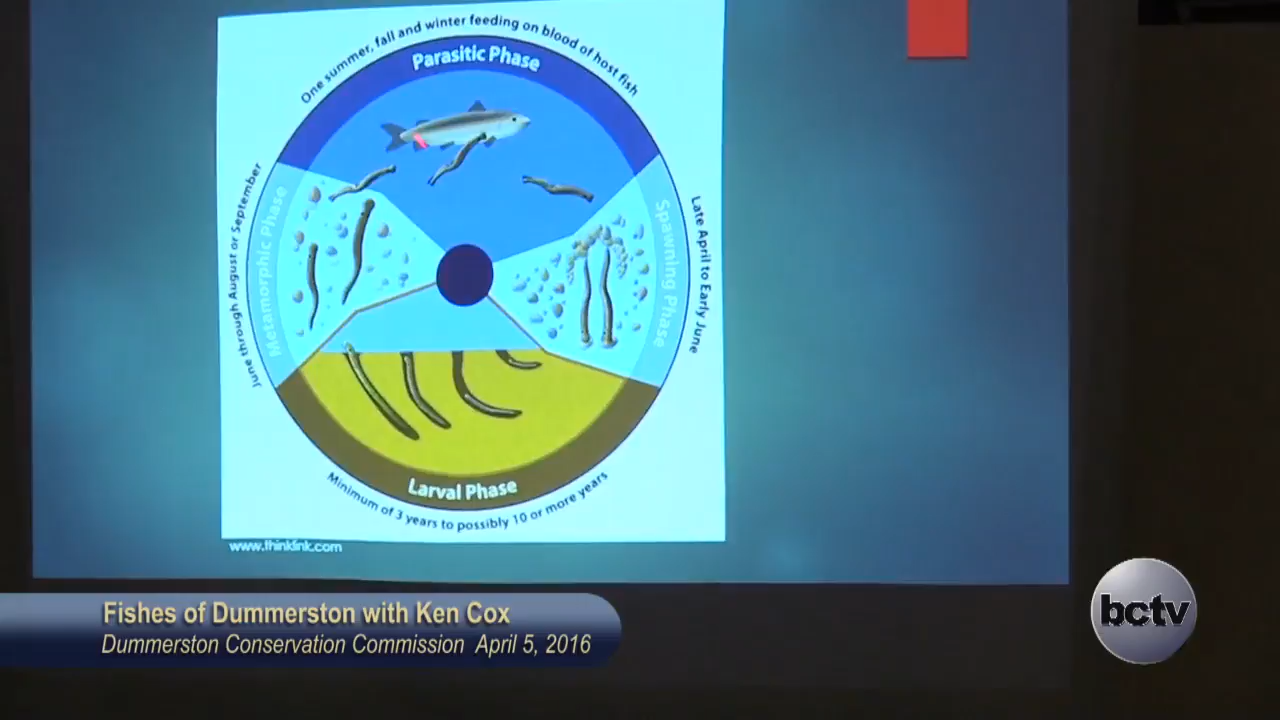 One summer, fall and winter feeding on blood of host fish
Parasitic Phase
June through August or September
Metamorphic Phase
Spawning Phase
Late April to Early June
Larval Phase
Minimum of 3 years to possibly 10 or more years
www.thinklink.com
Fishes of Dummerston with Ken Cox
Dummerston Conservation Commission April 5, 2016
bctv